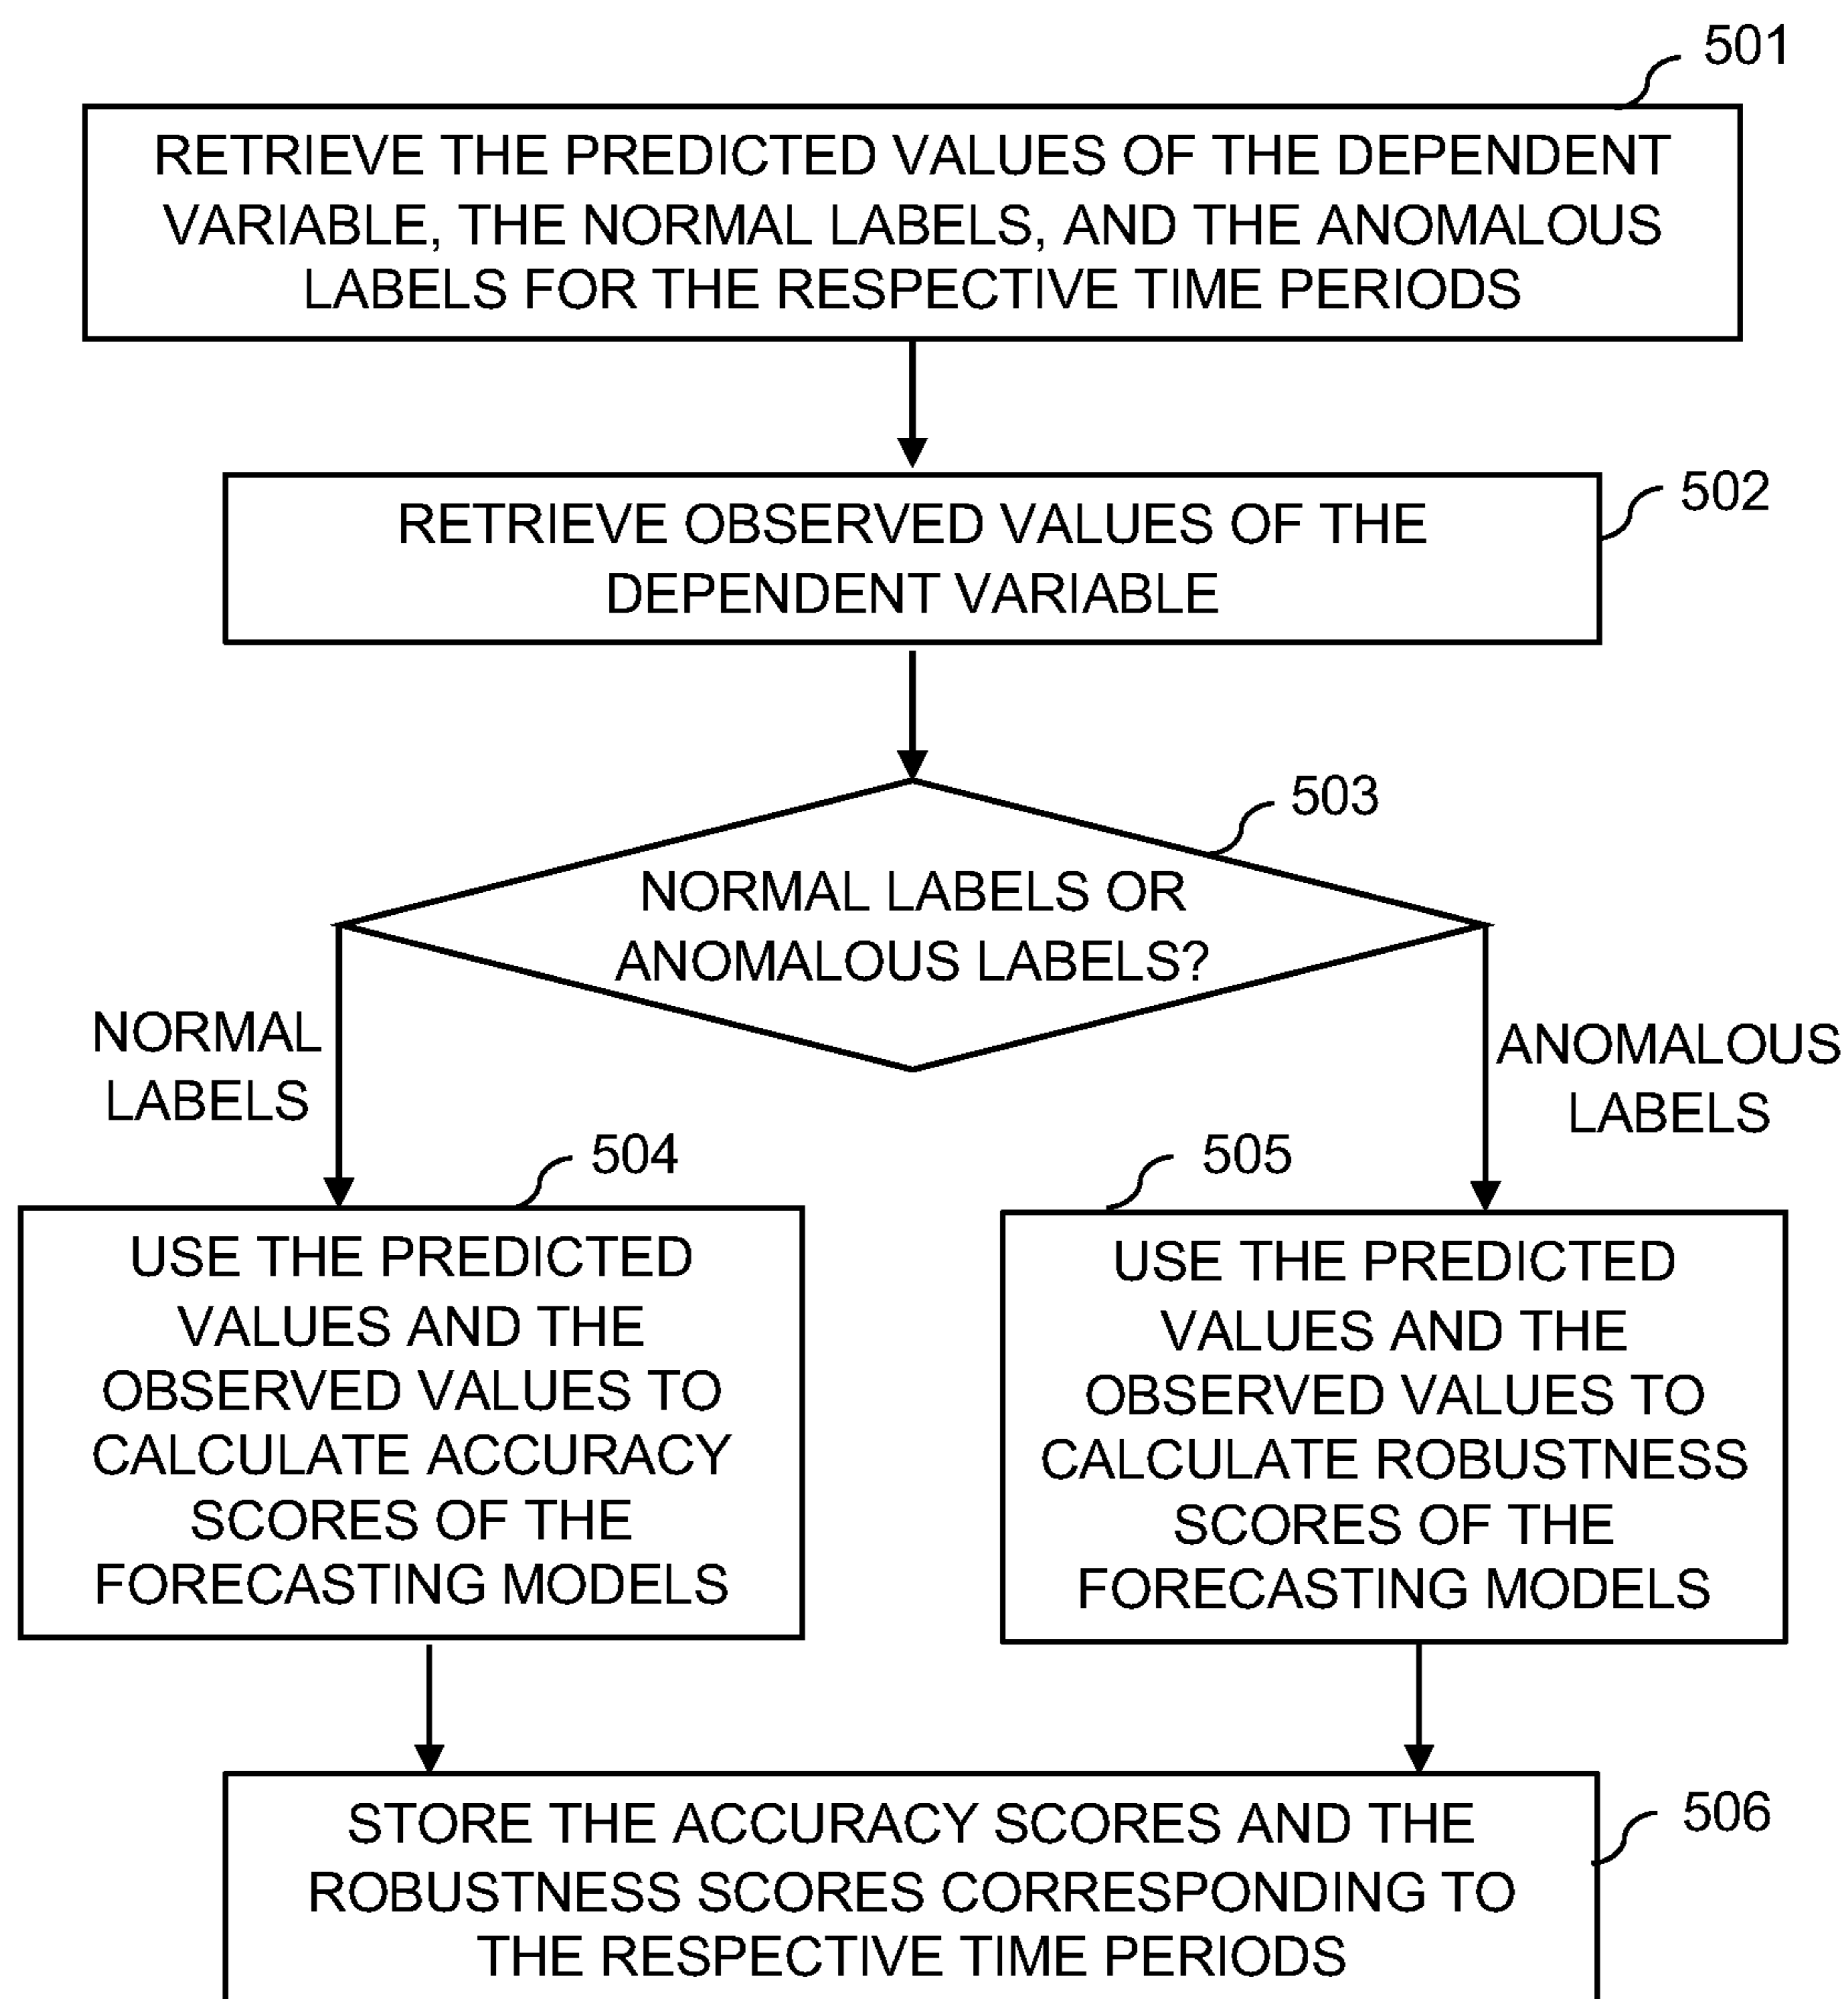 501
RETRIEVE THE PREDICTED VALUES OF THE DEPENDENT
VARIABLE, THE NORMAL LABELS, AND THE ANOMALOUS
LABELS FOR THE RESPECTIVE TIME PERIODS
502
RETRIEVE OBSERVED VALUES OF THE
DEPENDENT VARIABLE
503
NORMAL LABELS OR
ANOMALOUS LABELS?
NORMAL
LABELS
ANOMALOUS
LABELS
504
USE THE PREDICTED
VALUES AND THE
OBSERVED VALUES TO
CALCULATE ACCURACY
SCORES OF THE
FORECASTING MODELS
505
USE THE PREDICTED
VALUES AND THE
OBSERVED VALUES TO
CALCULATE ROBUSTNESS
SCORES OF THE
FORECASTING MODELS
506
STORE THE ACCURACY SCORES AND THE
ROBUSTNESS SCORES CORRESPONDING TO
THE RESPECTIVE TIME PERIODS